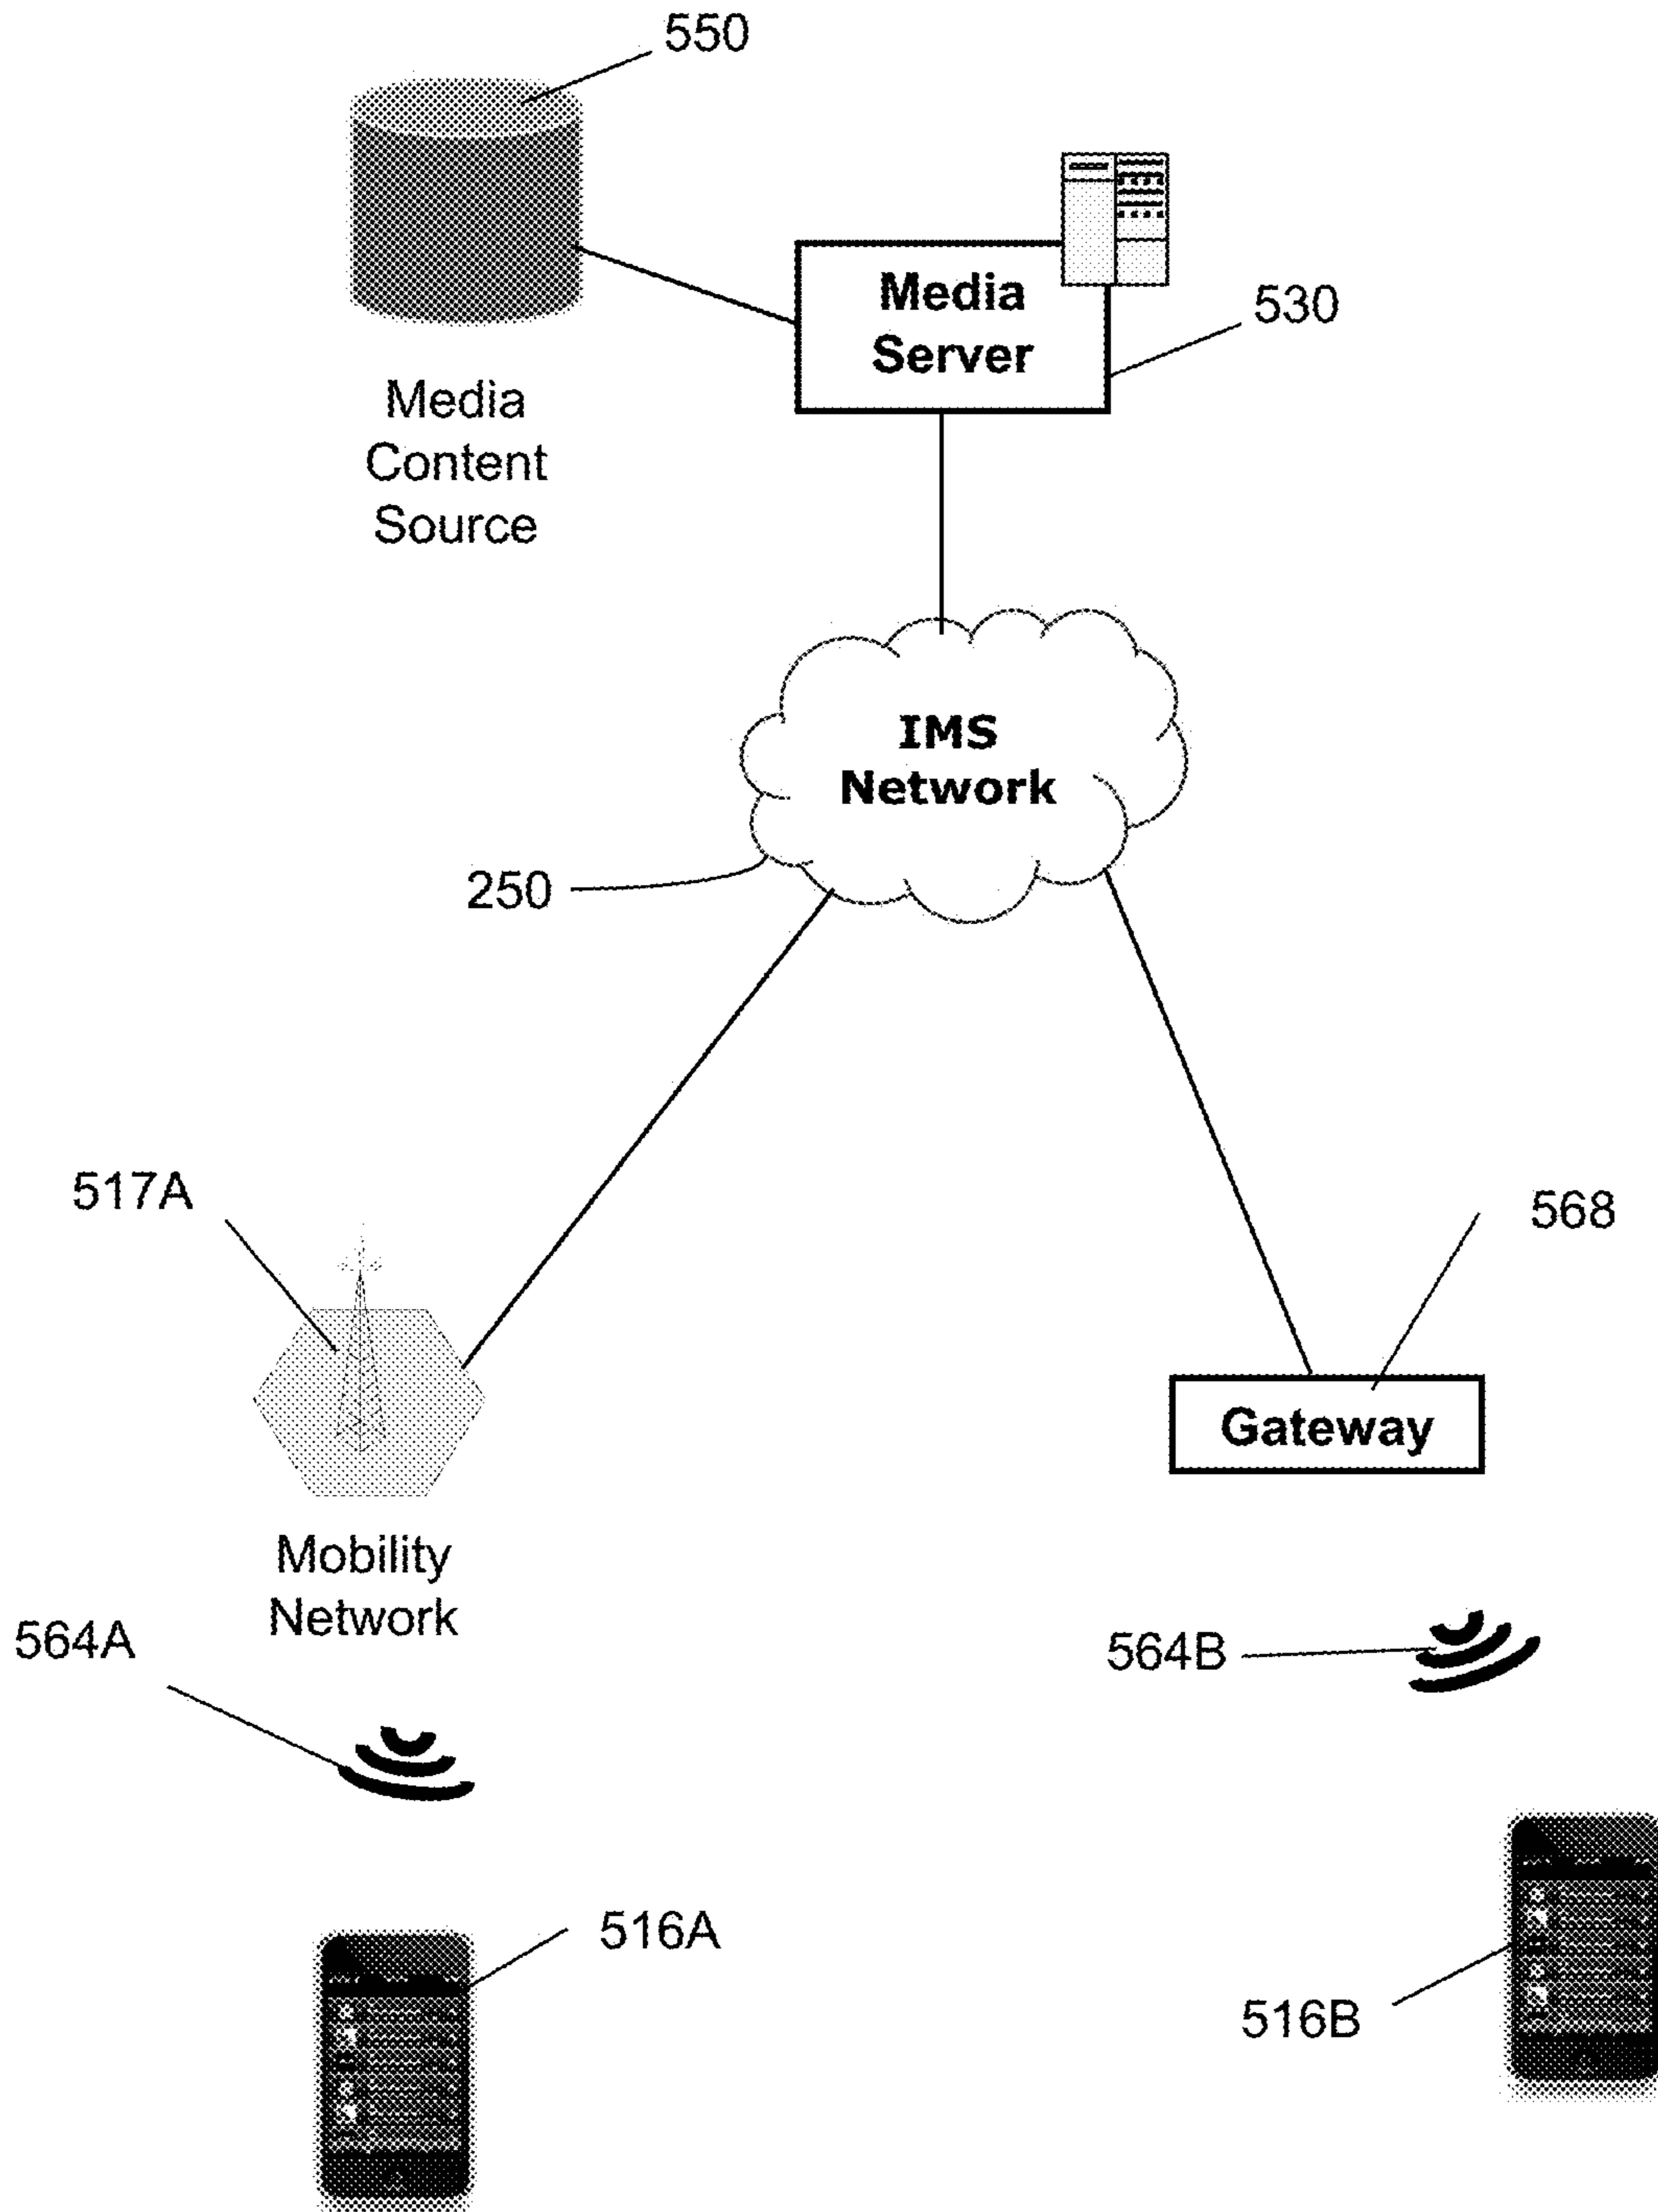 550
Media
Server
530
Media
Content
Source
IMS
Network
250
517A
568
Gateway
Mobility
Network
564A
564B
516A
516B